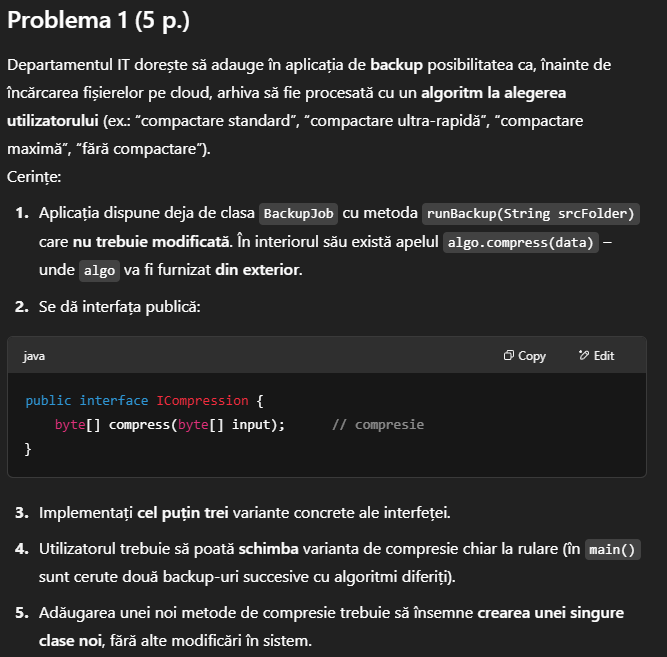 Problema 1 (5 p.)
Departamentul IT dorește să adauge în aplicația de backup posibilitatea ca, înainte de
încărcarea fișierelor pe cloud, arhiva să fie procesată cu un algoritm la alegerea
utilizatorului (ex.: “compactare standard”, “compactare ultra-rapidă”, “compactare
maximă”, “fără compactare”).
Cerințe:
1. Aplicația dispune deja de clasa BackupJob cu metoda runBackup(String srcFolder)
care nu trebuie modificată. În interiorul său există apelul algo.compress(data) –
unde algo va fi furnizat din exterior.
2. Se dă interfața publică:
java
Copy
Edit
public interface ICompression {
    byte[] compress(byte[] input);      // compresie
}
3. Implementați cel puțin trei variante concrete ale interfeței.
4. Utilizatorul trebuie să poată schimba varianta de compresie chiar la rulare (în main()
sunt cerute două backup-uri succesive cu algoritmi diferiți).
5. Adăugarea unei noi metode de compresie trebuie să însemne crearea unei singure
clase noi, fără alte modificări în sistem.